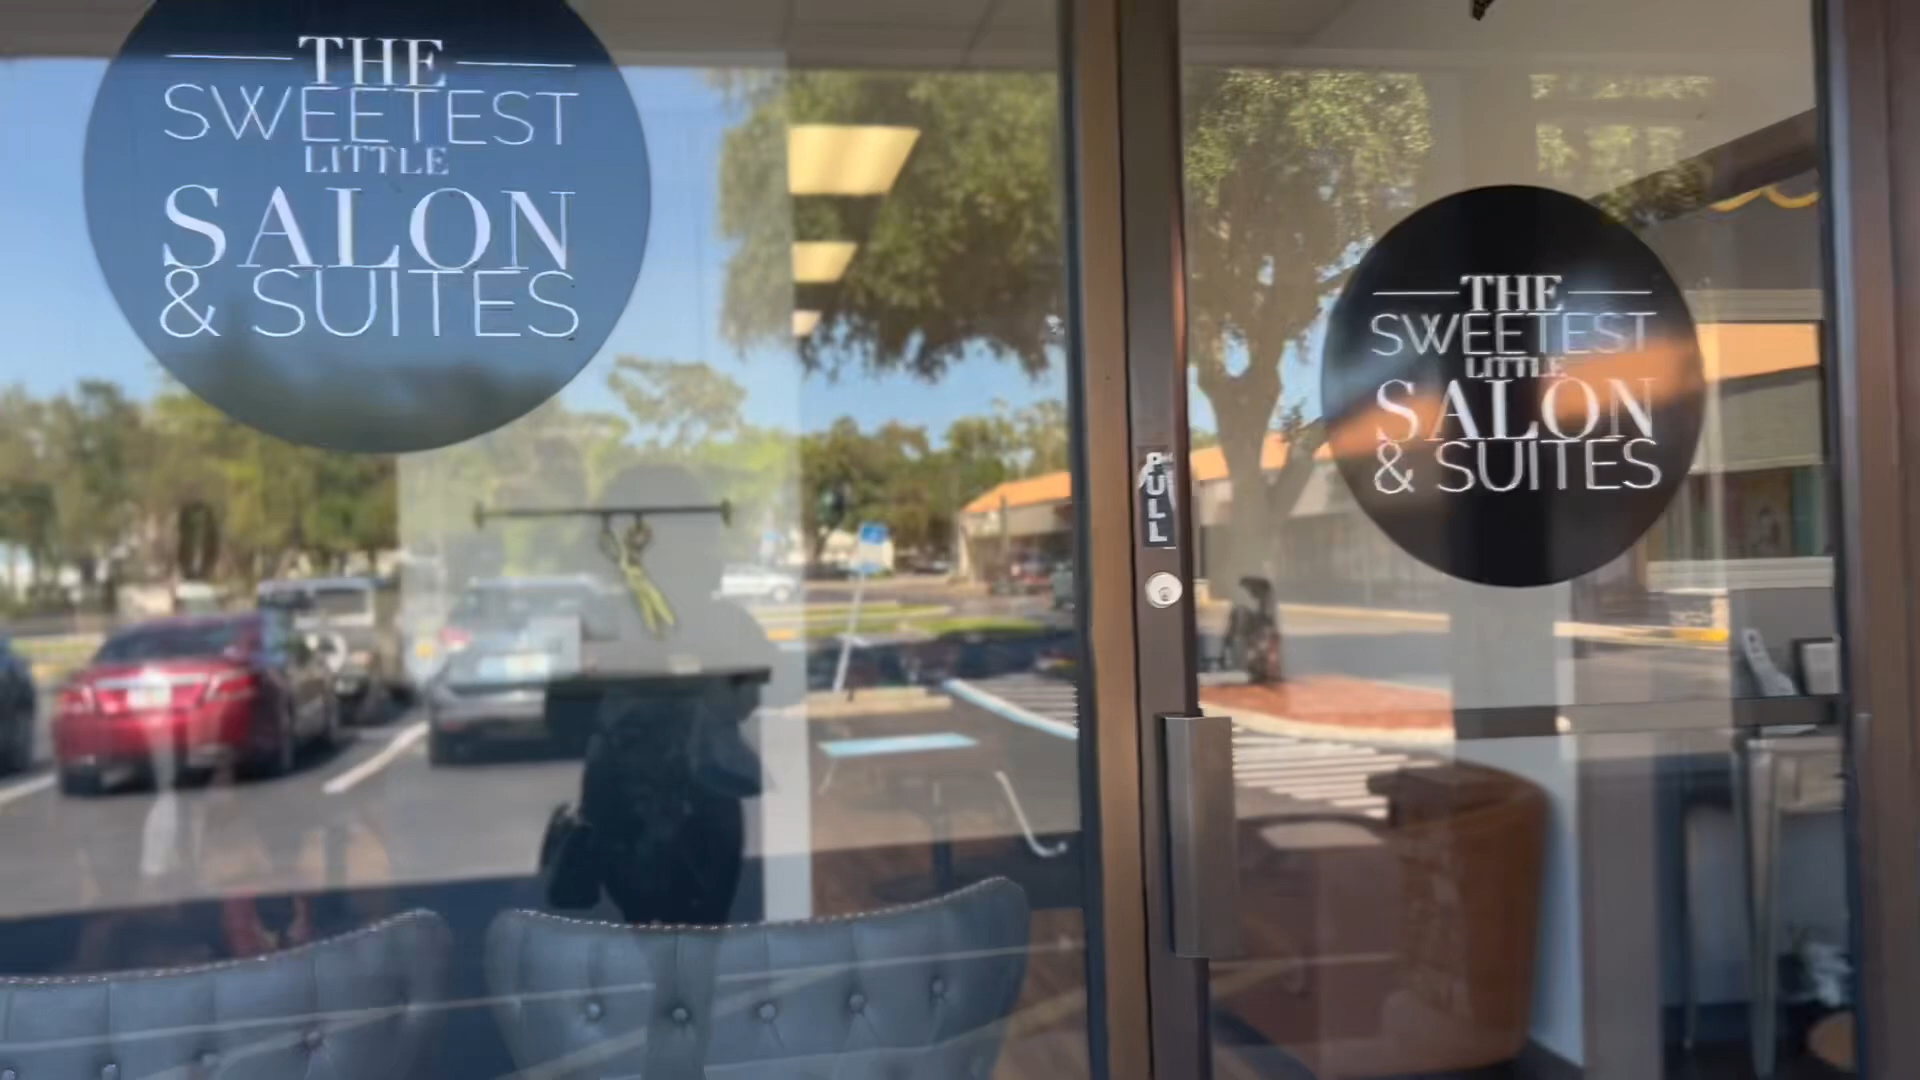 THE
SWEETEST
LITTLE
SALON
& SUITES
PULL
THE
SWEETEST
LITTLE
SALON
& SUITES